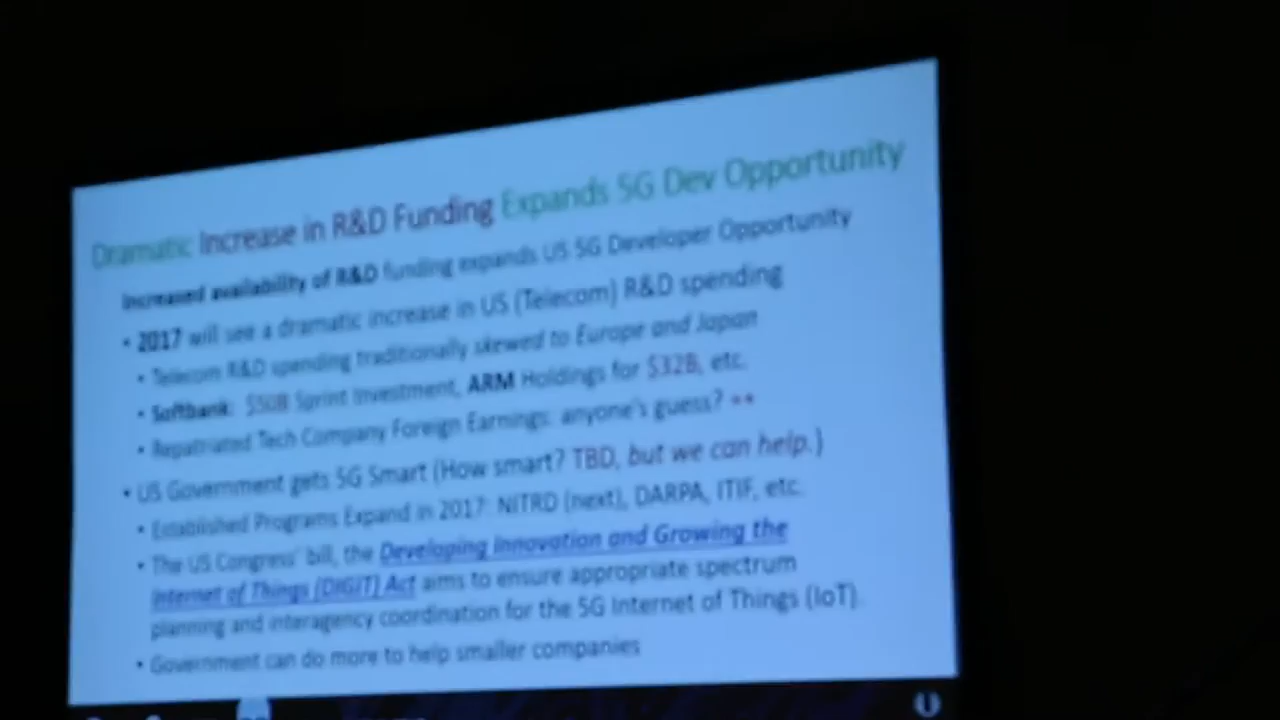 Dramatic Increase in R&D Funding Expands 5G Dev Opportunity
Increased availability of R&D funding expands US 5G Developer Opportunity
• 2017 will see a dramatic increase in US (Telecom) R&D spending
• Telecom R&D spending traditionally skewed to Europe and Japan
• Softbank: $50B Sprint Investment, ARM Holdings for $32B, etc.
• Repatriated Tech Company Foreign Earnings: anyone's guess? **
• US Government gets 5G Smart (How smart? TBD, but we can help.)
• Established Programs Expand in 2017: NITRD (next), DARPA, ITIF, etc.
• The US Congress' bill, the Developing Innovation and Growing the
Internet of Things (DIGIT) Act aims to ensure appropriate spectrum
planning and interagency coordination for the 5G Internet of Things (IoT).
• Government can do more to help smaller companies